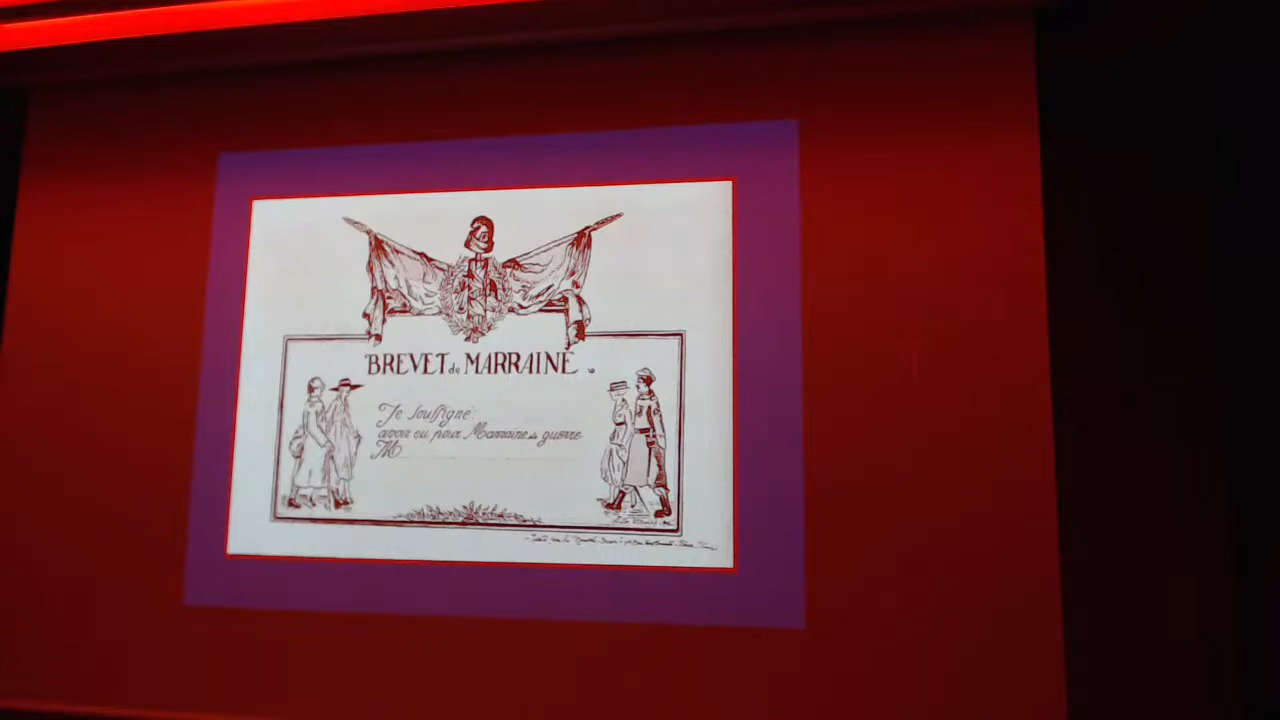 BREVET de MARRAINE
Je soussigné:
avoir eu pour Marraine de guerre
M